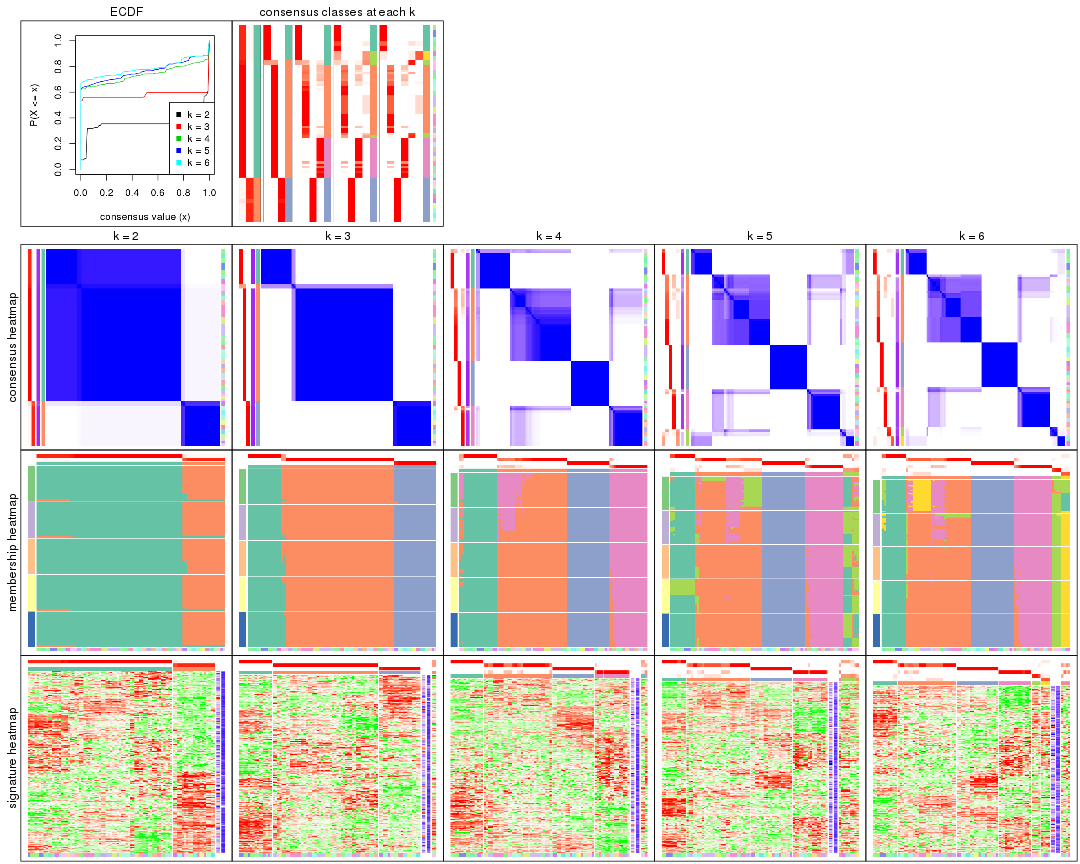 ECDF
consensus classes at each k
P(X <= x)
1.0
0.8
0.6
0.4
0.2
0.0
k = 2
k = 3
k = 4
k = 5
k = 6
0.0 0.2 0.4 0.6 0.8 1.0
consensus value (x)
k = 2
k = 3
k = 4
k = 5
k = 6
consensus heatmap
membership heatmap
signature heatmap